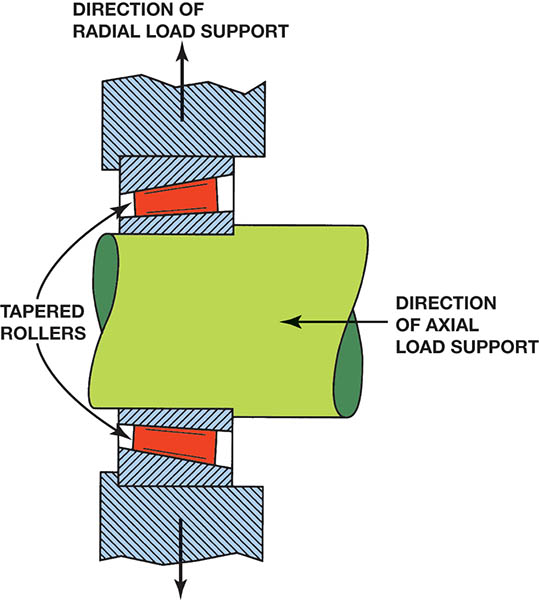 DIRECTION OF
RADIAL LOAD SUPPORT
TAPERED
ROLLERS
DIRECTION
OF AXIAL
LOAD SUPPORT